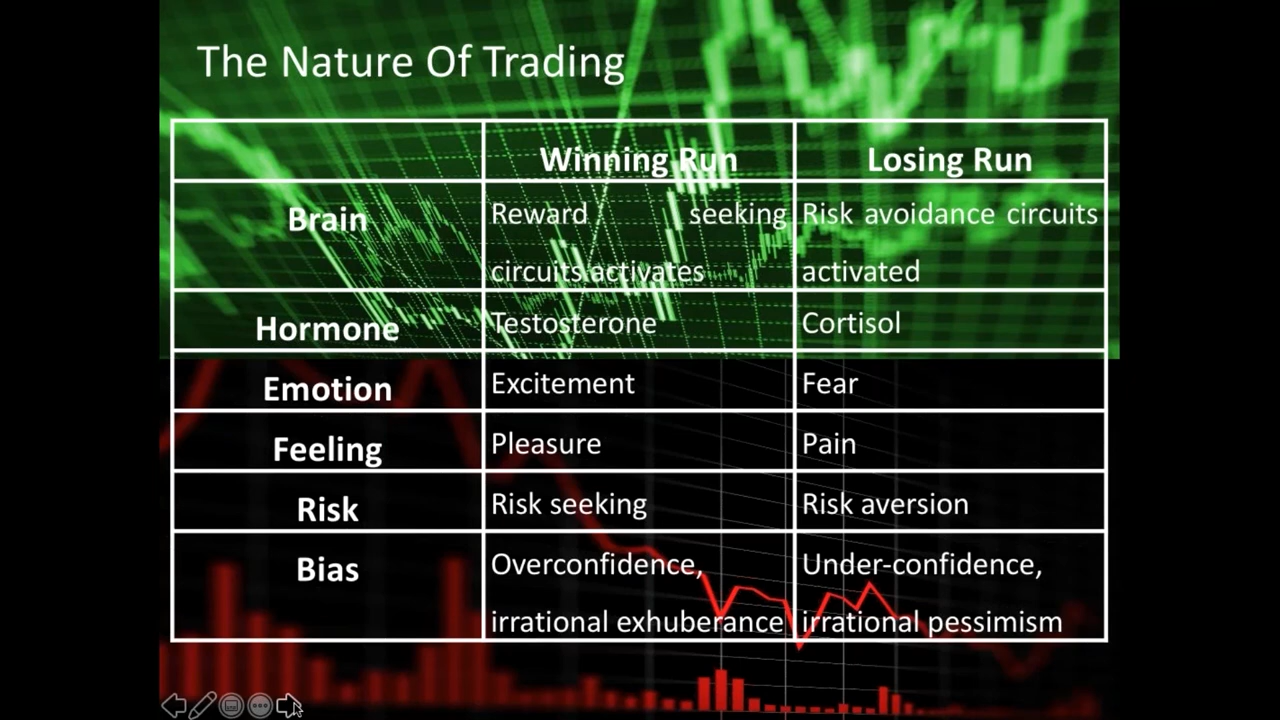 The Nature Of Trading
Winning Run
Losing Run
Brain
Reward seeking
circuits activates
Risk avoidance circuits
activated
Hormone
Testosterone
Cortisol
Emotion
Excitement
Fear
Feeling
Pleasure
Pain
Risk
Risk seeking
Risk aversion
Bias
Overconfidence,
irrational exhuberance
Under-confidence,
irrational pessimism